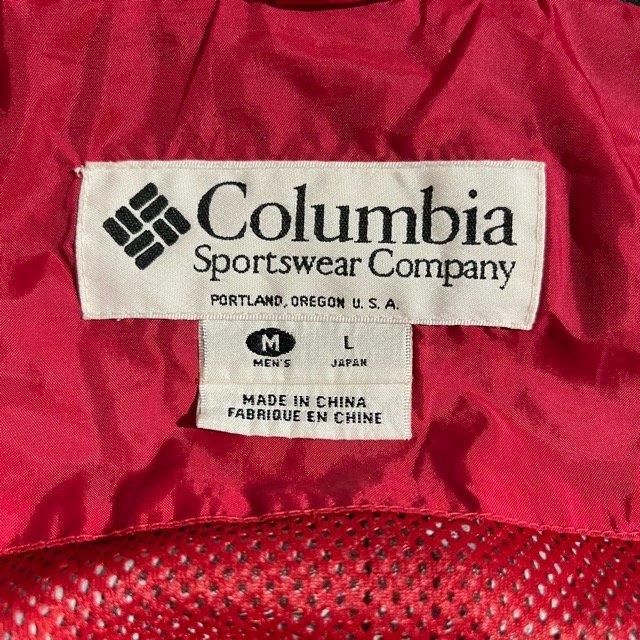 Columbia
Sportswear Company
PORTLAND, OREGON U.S.A.
M L
MEN'S JAPAN
MADE IN CHINA
FABRIQUE EN CHINE